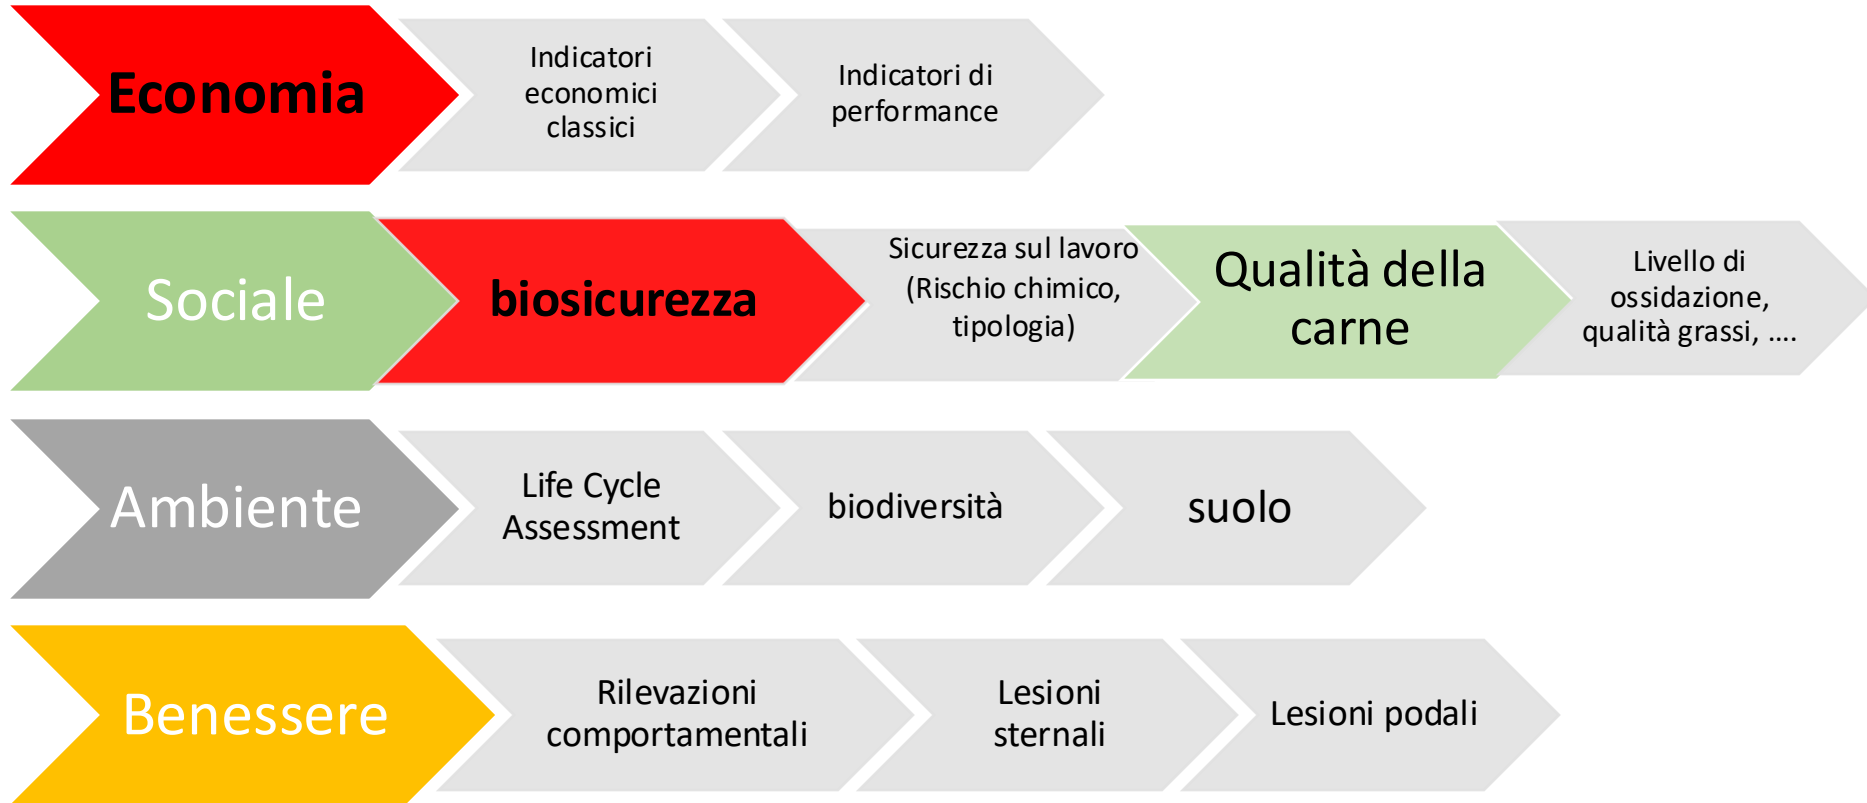 Economia
Indicatori
economici
classici
Indicatori di
performance
Sociale
biosicurezza
Sicurezza sul lavoro
(Rischio chimico,
tipologia)
Qualità della
carne
Livello di
ossidazione,
qualità grassi, ....
Ambiente
Life Cycle
Assessment
biodiversità
suolo
Benessere
Rilevazioni
comportamentali
Lesioni
sternali
Lesioni podali